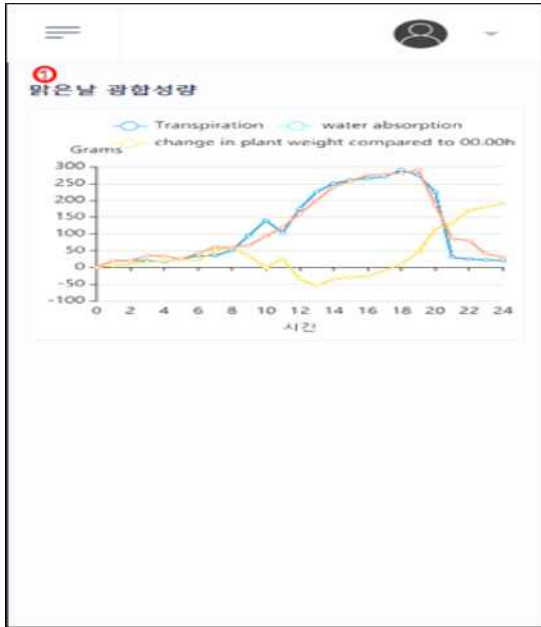 ①
맑은날 광합성량
Transpiration water absorption
change in plant weight compared to 00.00h
Grams
300
250
200
150
100
50
0
-50
-100
0 2 4 6 8 10 12 14 16 18 20 22 24
시간